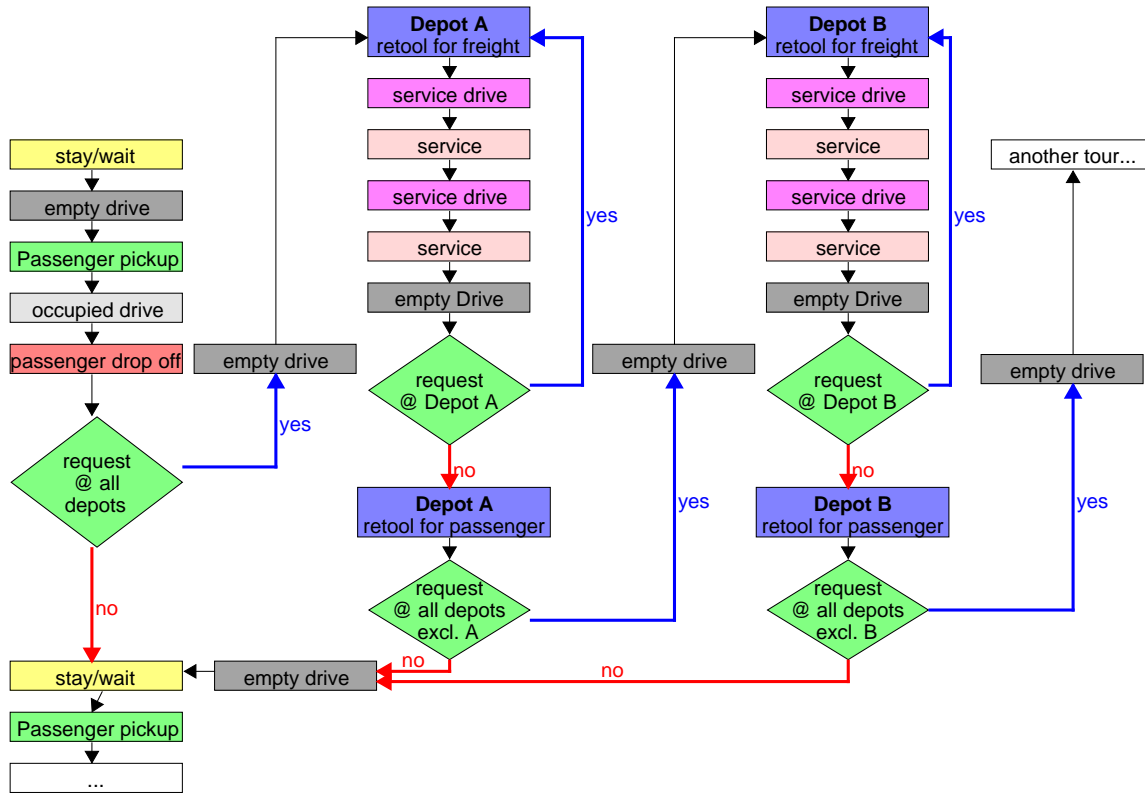 stay/wait
empty drive
Passenger pickup
occupied drive
passenger drop off
request
@ all
depots
yes
no
stay/wait
Passenger pickup
...
empty drive
empty drive
Depot A
retool for freight
service drive
service
service drive
service
empty Drive
request
@ Depot A
yes
no
Depot A
retool for passenger
request
@ all depots
excl. A
yes
no
empty drive
Depot B
retool for freight
service drive
service
service drive
service
empty Drive
request
@ Depot B
yes
no
Depot B
retool for passenger
request
@ all depots
excl. B
yes
no
empty drive
another tour...